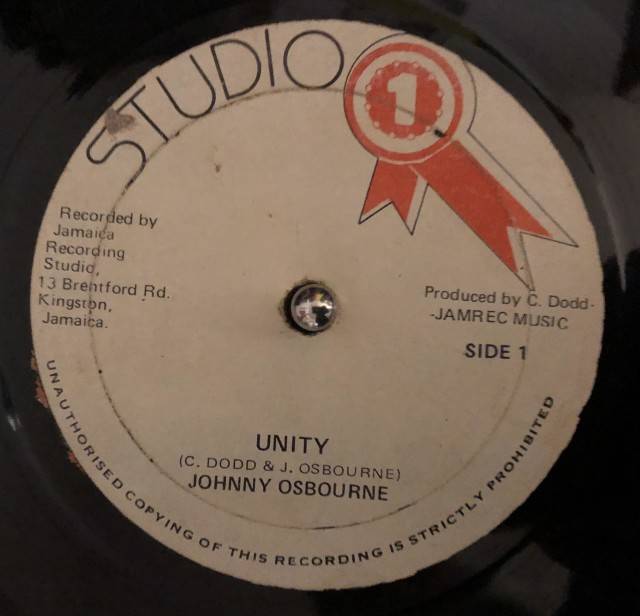 STUDIO
1
Recorded by
Jamaica
Recording
Studio,
13 Brentford Rd.
Kingston,
Jamaica.
Produced by C. Dodd-
-JAMREC MUSIC
SIDE 1
UNITY
(C. DODD & J. OSBOURNE)
JOHNNY OSBOURNE
UNAUTHORISED COPYING OF THIS RECORDING IS STRICTLY PROHIBITED